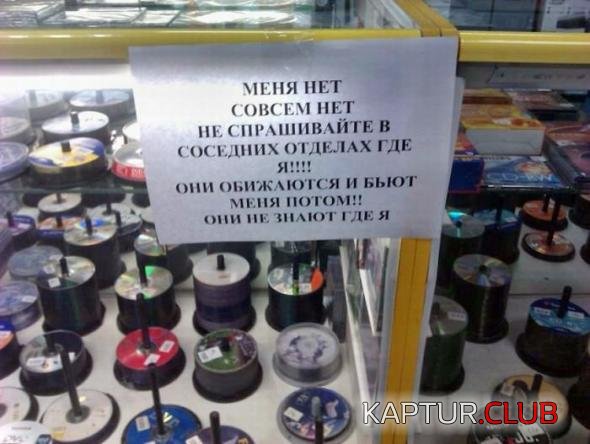 МЕНЯ НЕТ
СОВСЕМ НЕТ
НЕ СПРАШИВАЙТЕ В
СОСЕДНИХ ОТДЕЛАХ ГДЕ
Я!!!!
ОНИ ОБИЖАЮТСЯ И БЬЮТ
МЕНЯ ПОТОМ!!
ОНИ НЕ ЗНАЮТ ГДЕ Я
KAPTUR.CLUB